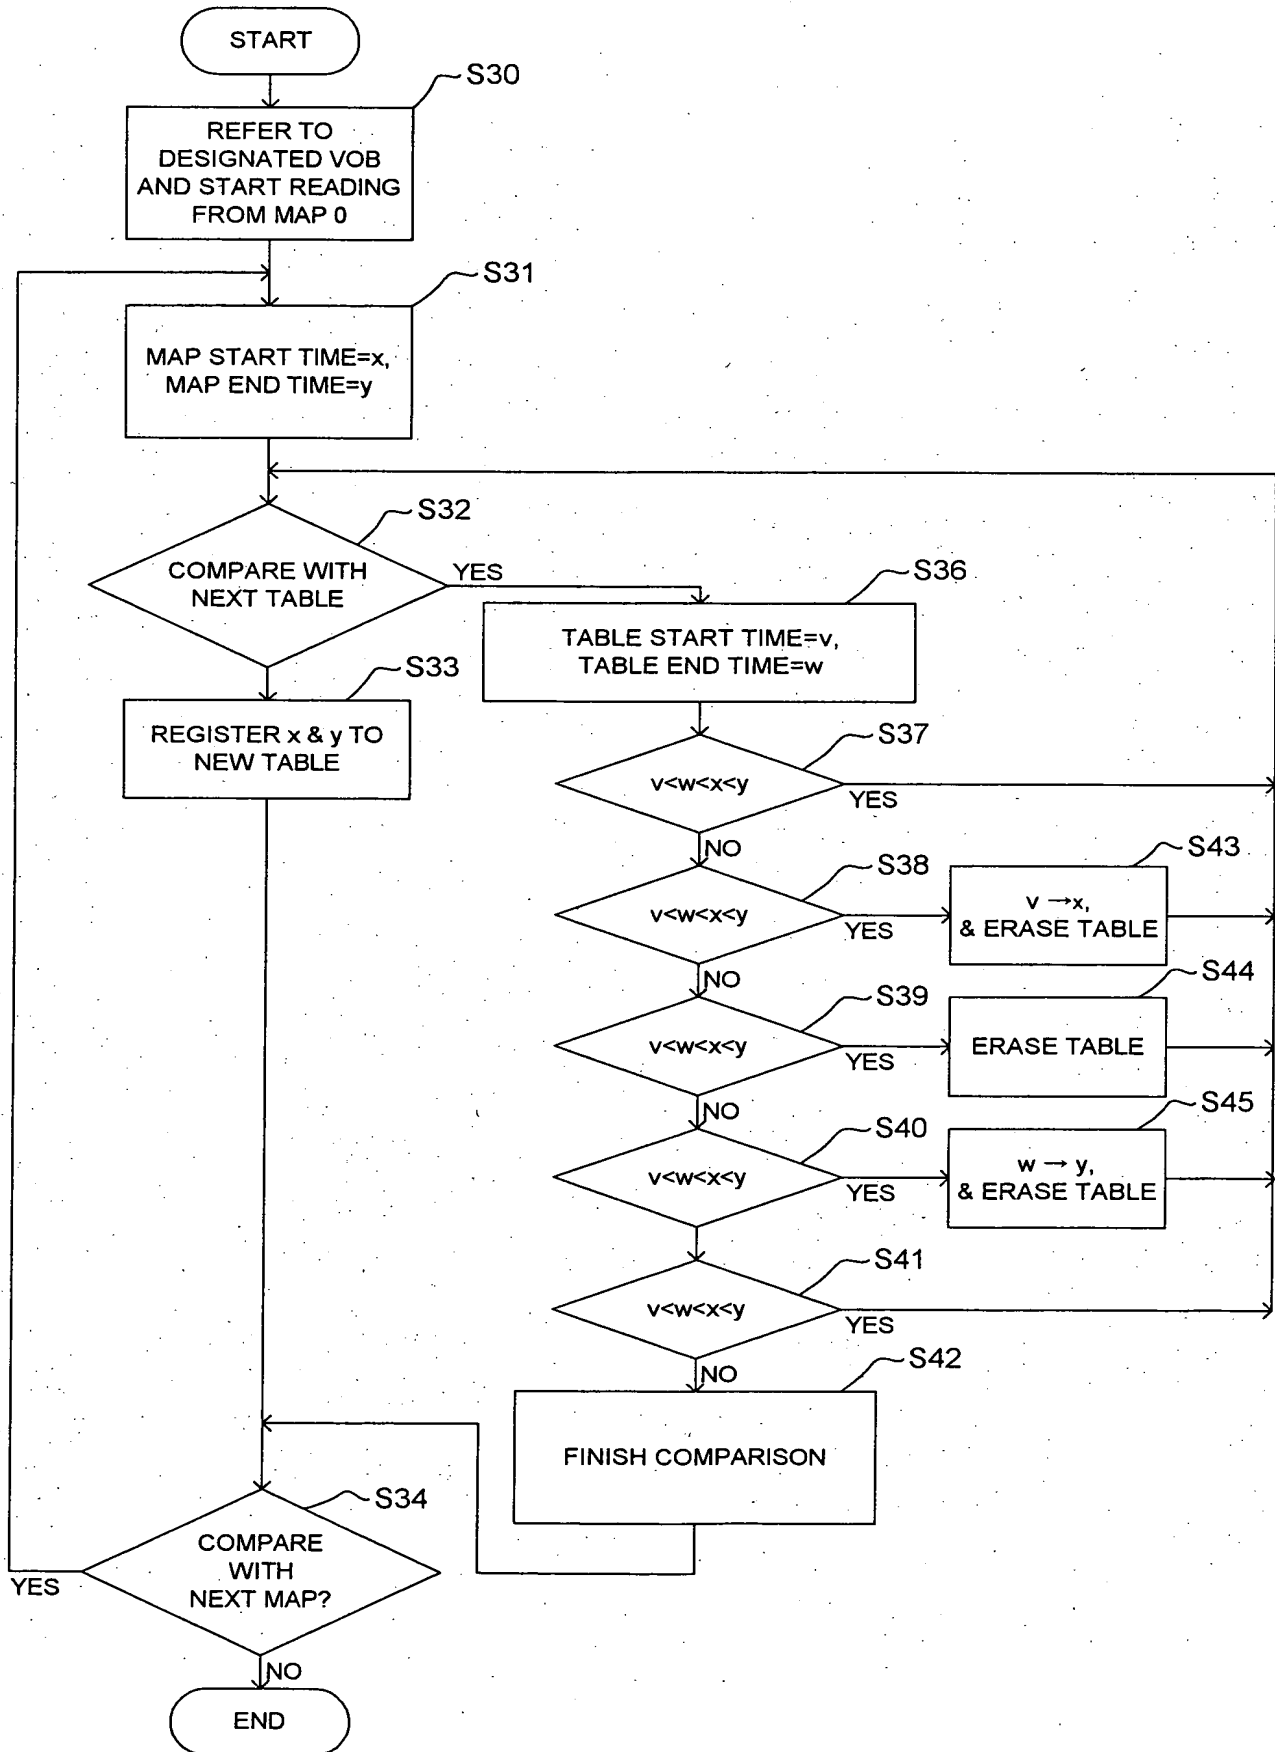 START
S30
REFER TO
DESIGNATED VOB
AND START READING
FROM MAP 0
S31
MAP START TIME=x,
MAP END TIME=y
S32
COMPARE WITH
NEXT TABLE
YES
S36
TABLE START TIME=v,
TABLE END TIME=w
S33
REGISTER x & y TO
NEW TABLE
S37
v<w<x<y
YES
NO
S38
v<w<x<y
YES
S43
v →x,
& ERASE TABLE
NO
S39
v<w<x<y
YES
S44
ERASE TABLE
NO
S40
v<w<x<y
YES
S45
w → y,
& ERASE TABLE
S41
v<w<x<y
YES
NO
S42
FINISH COMPARISON
S34
COMPARE
WITH
NEXT MAP?
YES
NO
END